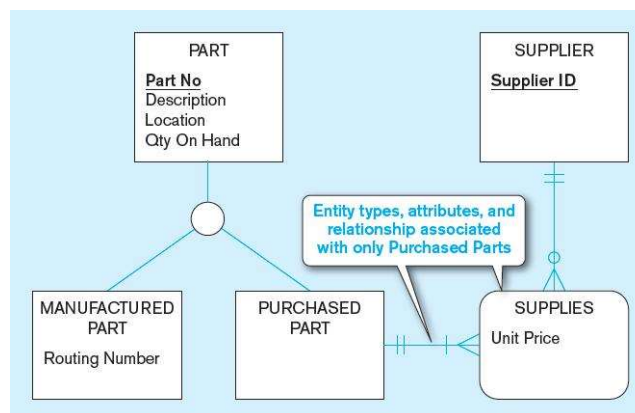 PART
Part No
Description
Location
Qty On Hand
SUPPLIER
Supplier ID
Entity types, attributes, and
relationship associated
with only Purchased Parts
MANUFACTURED
PART
Routing Number
PURCHASED
PART
SUPPLIES
Unit Price